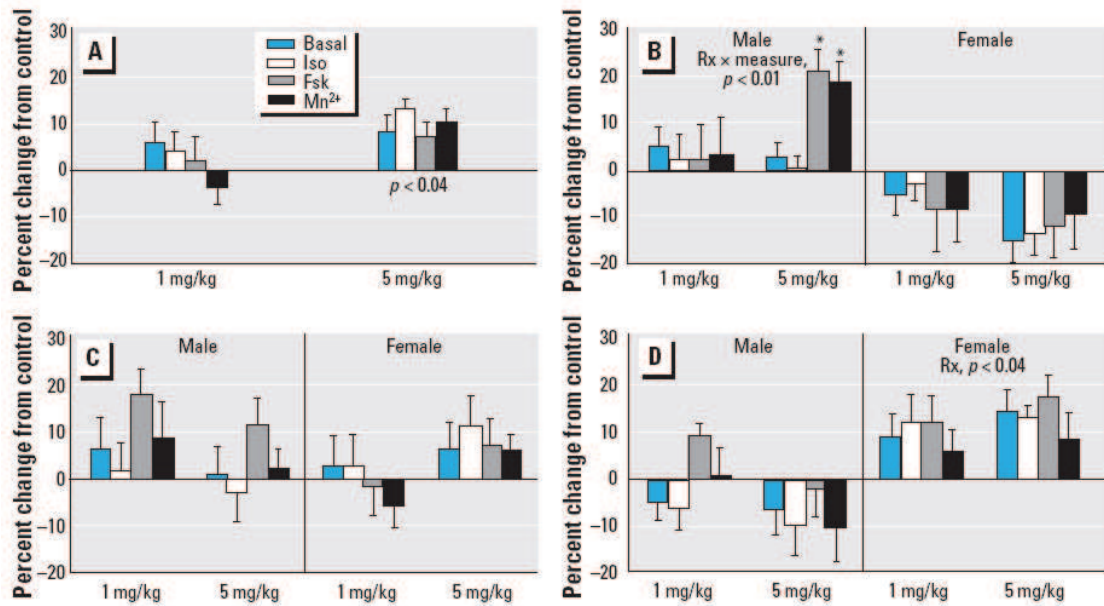 A
Percent change from control
30
20
10
0
–10
–20
Basal
Iso
Fsk
Mn²⁺
p < 0.04
1 mg/kg
5 mg/kg
B
Percent change from control
30
20
10
0
–10
–20
Male
Rx × measure,
p < 0.01
*
*
Female
1 mg/kg
5 mg/kg
1 mg/kg
5 mg/kg
C
Percent change from control
30
20
10
0
–10
–20
Male
Female
1 mg/kg
5 mg/kg
1 mg/kg
5 mg/kg
D
Percent change from control
30
20
10
0
–10
–20
Male
Female
Rx, p < 0.04
1 mg/kg
5 mg/kg
1 mg/kg
5 mg/kg